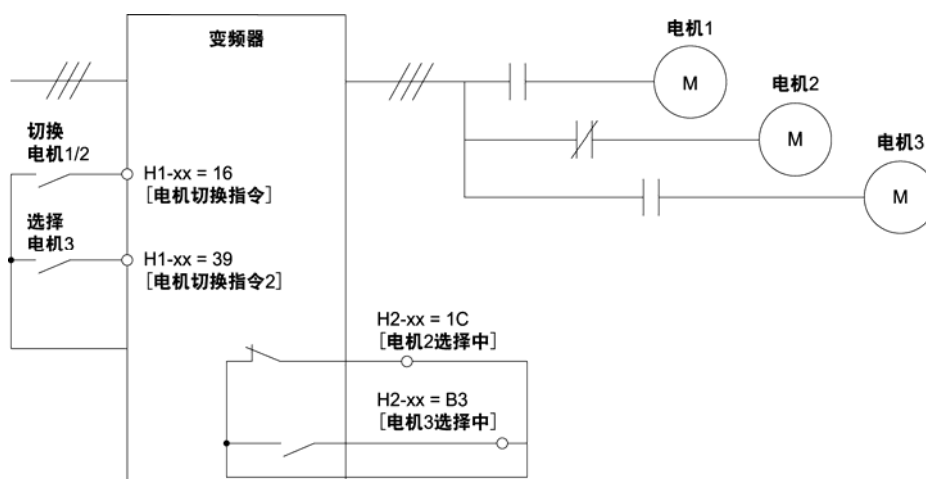 变频器
电机1
M
电机2
M
电机3
M
切换
电机1/2
H1-xx = 16
[电机切换指令]
选择
电机3
H1-xx = 39
[电机切换指令2]
H2-xx = 1C
[电机2选择中]
H2-xx = B3
[电机3选择中]